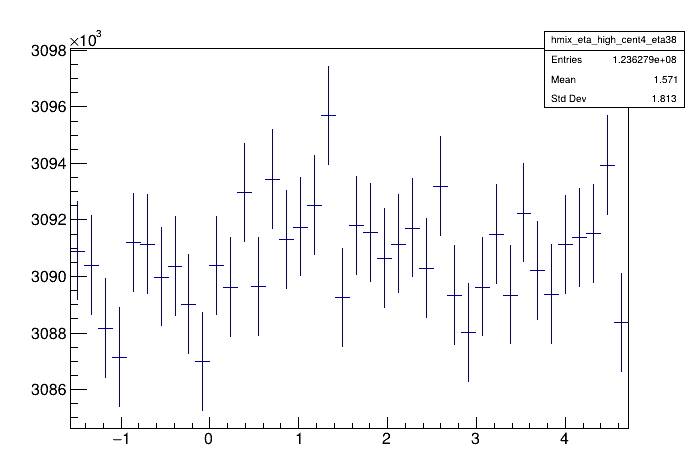 ×10³
hmix_eta_high_cent4_eta38
Entries 1.236279e+08
Mean 1.571
Std Dev 1.813
3098
3096
3094
3092
3090
3088
3086
−1 0 1 2 3 4